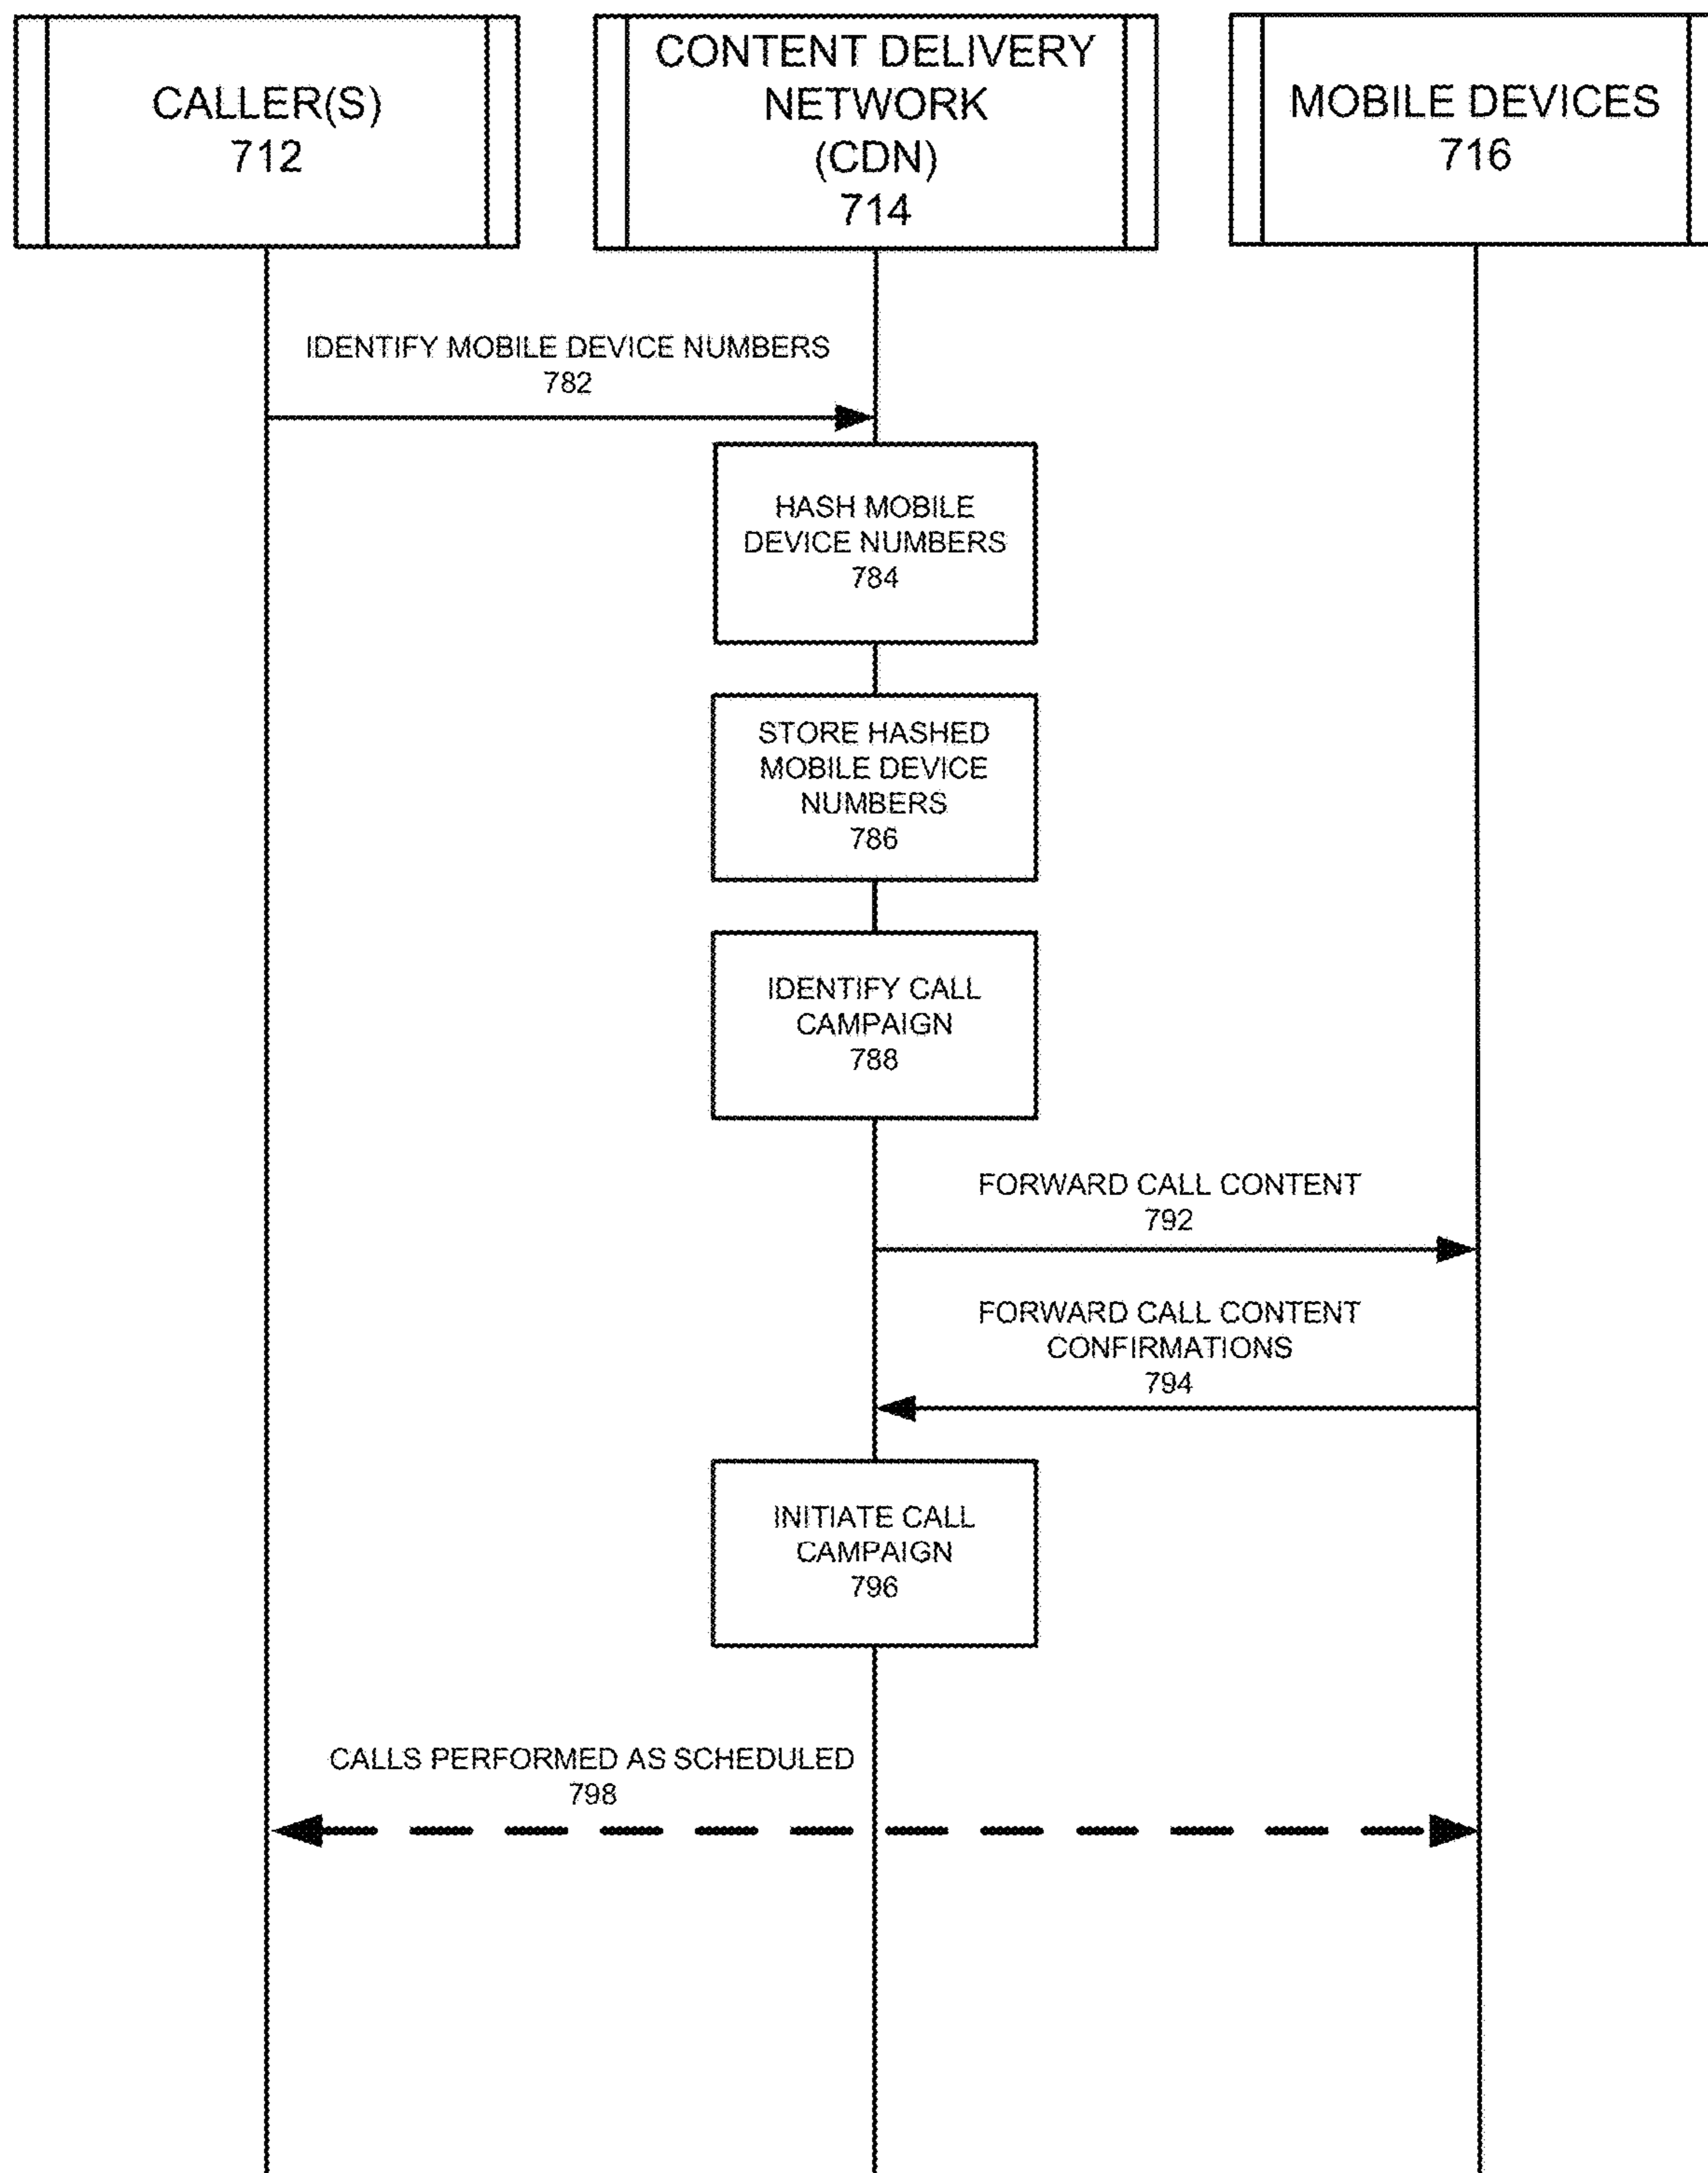 CALLER(S)
712
CONTENT DELIVERY
NETWORK
(CDN)
714
MOBILE DEVICES
716
IDENTIFY MOBILE DEVICE NUMBERS
782
HASH MOBILE
DEVICE NUMBERS
784
STORE HASHED
MOBILE DEVICE
NUMBERS
786
IDENTIFY CALL
CAMPAIGN
788
FORWARD CALL CONTENT
792
FORWARD CALL CONTENT
CONFIRMATIONS
794
INITIATE CALL
CAMPAIGN
796
CALLS PERFORMED AS SCHEDULED
798